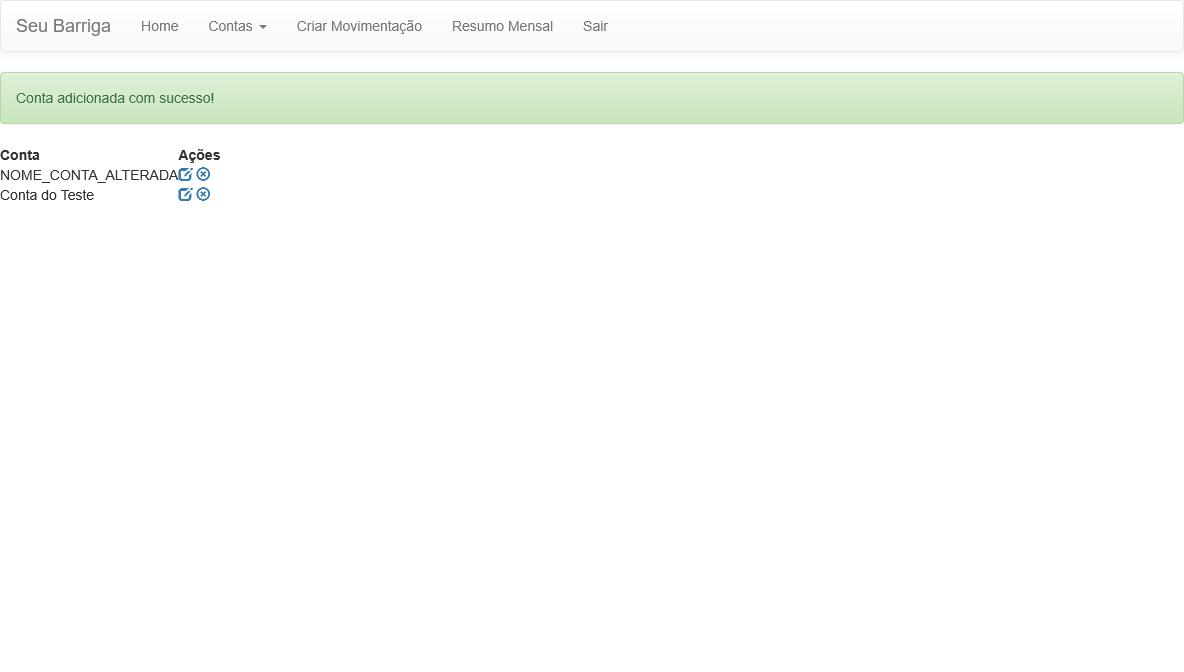 Seu Barriga Home Contas Criar Movimentação Resumo Mensal Sair
Conta adicionada com sucesso!
Conta Ações
NOME_CONTA_ALTERADA
Conta do Teste